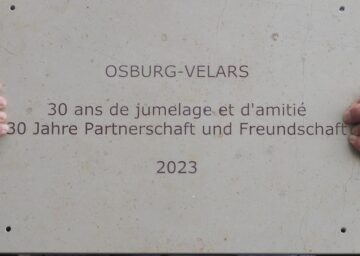 OSBURG-VELARS
30 ans de jumelage et d'amitié
30 Jahre Partnerschaft und Freundschaft
2023